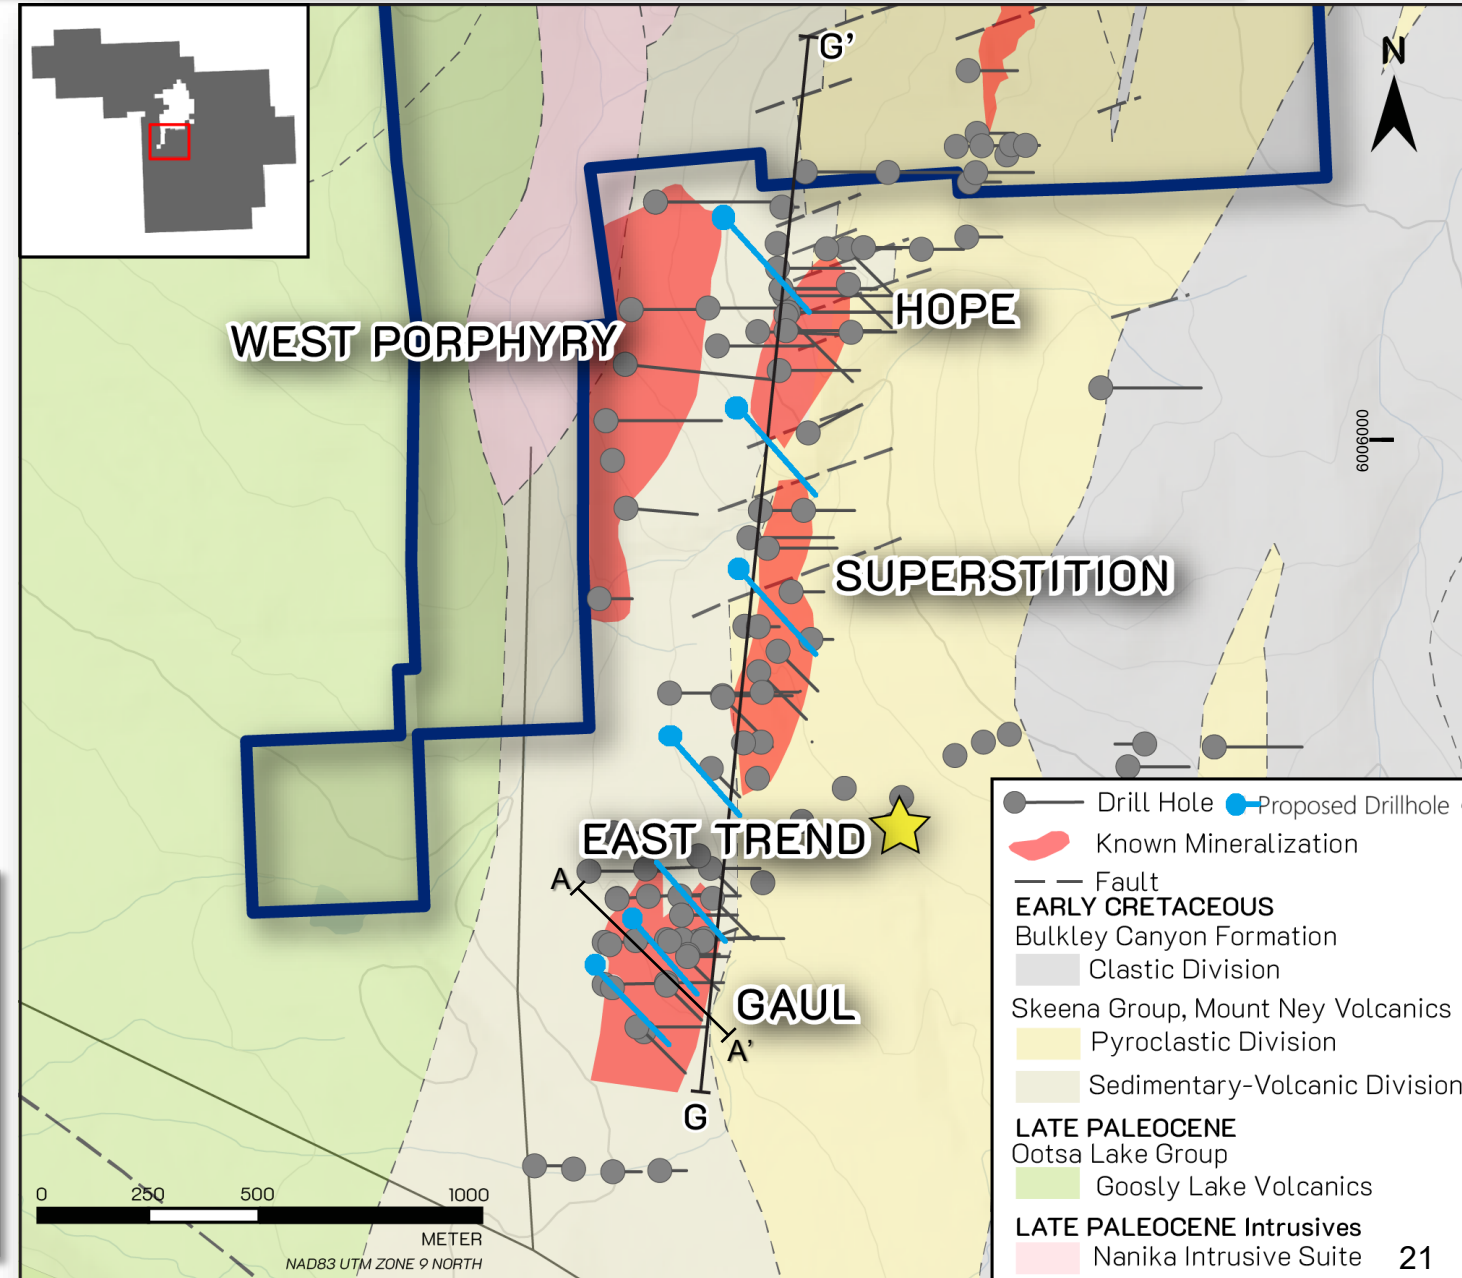 G'
N
HOPE
WEST PORPHYRY
6006000
SUPERSTITION
EAST TREND
A
GAUL
A'
G
Drill Hole
Proposed Drillhole
Known Mineralization
Fault
EARLY CRETACEOUS
Bulkley Canyon Formation
Clastic Division
Skeena Group, Mount Ney Volcanics
Pyroclastic Division
Sedimentary-Volcanic Division
LATE PALEOCENE
Ootsa Lake Group
Goosly Lake Volcanics
LATE PALEOCENE Intrusives
Nanika Intrusive Suite
21
0 250 500 1000
METER
NAD83 UTM ZONE 9 NORTH